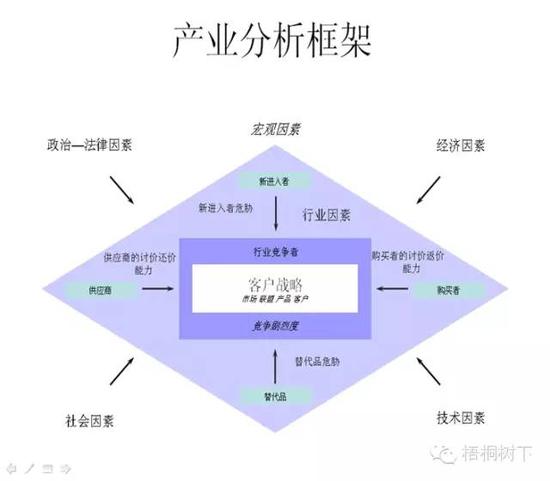 产业分析框架
宏观因素
政治—法律因素
经济因素
新进入者
新进入者危胁
行业因素
供应商的讨价还价
能力
行业竞争者
购买者的讨价返价
能力
客户战略
市场 联盟 产品 客户
供应商
购买者
竞争剧烈度
替代品危胁
替代品
社会因素
技术因素
梧桐树下